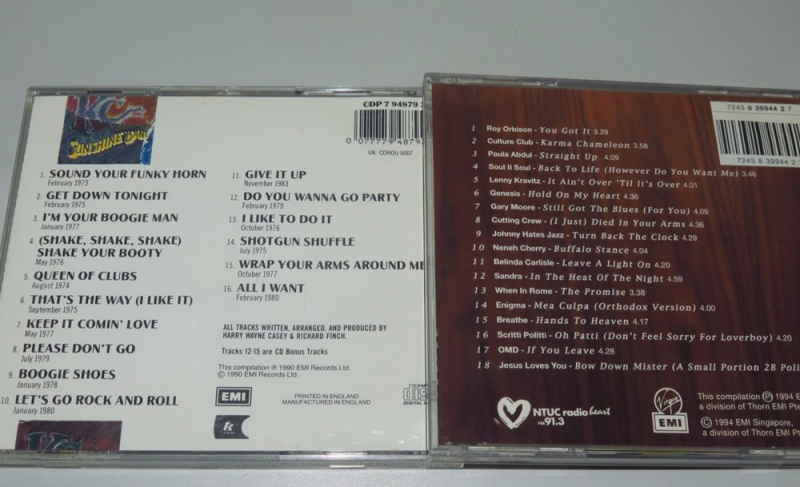 KC
SUNSHINE BAND
CDP 7 94879
0 077779 4879
UK: CDROU 5007
1. SOUND YOUR FUNKY HORN
February 1973
2. GET DOWN TONIGHT
February 1975
3. I'M YOUR BOOGIE MAN
January 1977
4. (SHAKE, SHAKE, SHAKE)
SHAKE YOUR BOOTY
May 1976
5. QUEEN OF CLUBS
August 1974
6. THAT'S THE WAY (I LIKE IT)
September 1975
7. KEEP IT COMIN' LOVE
May 1977
8. PLEASE DON'T GO
July 1979
9. BOOGIE SHOES
January 1978
10. LET'S GO ROCK AND ROLL
January 1980
11. GIVE IT UP
November 1983
12. DO YOU WANNA GO PARTY
February 1979
13. I LIKE TO DO IT
October 1976
14. SHOTGUN SHUFFLE
July 1975
15. WRAP YOUR ARMS AROUND ME
October 1977
16. ALL I WANT
February 1980
ALL TRACKS WRITTEN, ARRANGED, AND PRODUCED BY
HARRY WAYNE CASEY & RICHARD FINCH.
Tracks 12-15 are CD Bonus Tracks
This compilation ℗ 1990 EMI Records Ltd.
© 1990 EMI Records Ltd.
EMI
PRINTED IN ENGLAND
MANUFACTURED IN ENGLAND
fk
7243 8 39944 2 7
7243 8 39944 2
1 Roy Orbison - You Got It 3.29
2 Culture Club - Karma Chameleon 3.58
3 Paula Abdul - Straight Up 4.09
4 Soul II Soul - Back To Life (However Do You Want Me) 3.46
5 Lenny Kravitz - It Ain't Over 'Til It's Over 4.01
6 Genesis - Hold On My Heart 4.36
7 Gary Moore - Still Got The Blues (For You) 4.09
8 Cutting Crew - (I Just) Died In Your Arms 4.36
9 Johnny Hates Jazz - Turn Back The Clock 4.29
10 Neneh Cherry - Buffalo Stance 4.04
11 Belinda Carlisle - Leave A Light On 4.20
12 Sandra - In The Heat Of The Night 4.59
13 When In Rome - The Promise 3.38
14 Enigma - Mea Culpa (Orthodox Version) 4.00
15 Breathe - Hands To Heaven 4.17
16 Scritti Politti - Oh Patti (Don't Feel Sorry For Loverboy) 4.20
17 OMD - If You Leave 4.28
18 Jesus Loves You - Bow Down Mister (A Small Portion 2B Poli
NTUC radio heart
FM 91.3
Virgin
EMI
This compilation ℗ 1994 EM
a division of Thorn EMI Pte
© 1994 EMI Singapore,
a division of Thorn EMI Pte